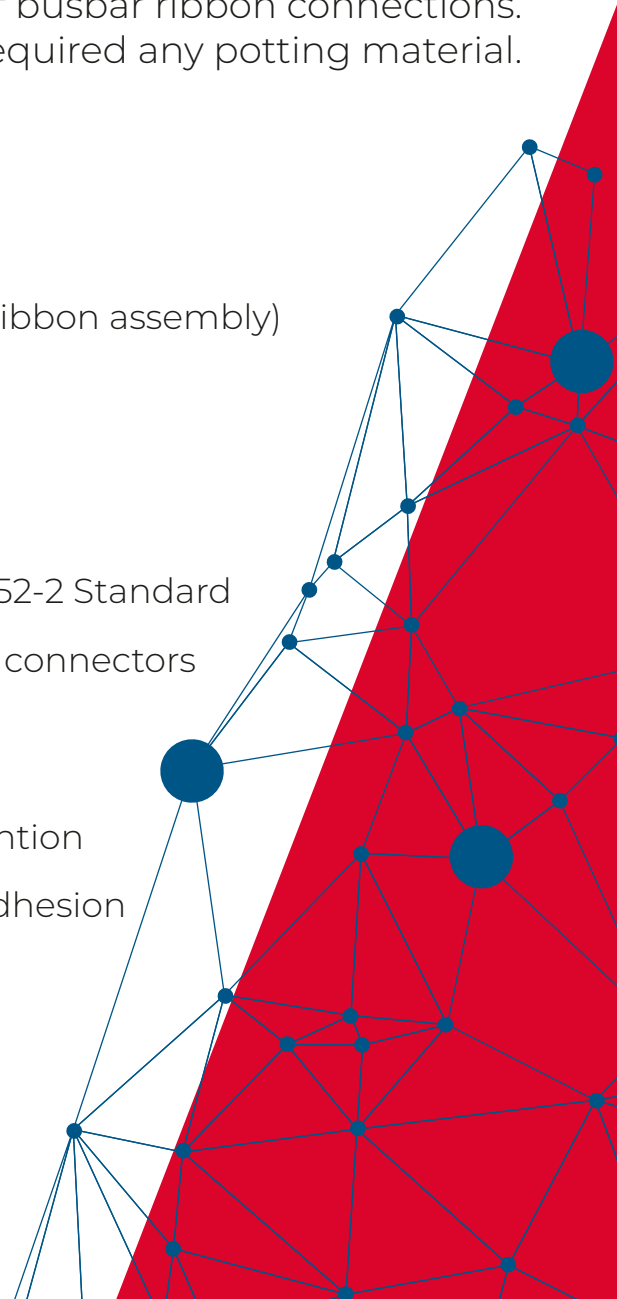 busbar ribbon connections.
equired any potting material.
ibbon assembly)
52-2 Standard
connectors
ntion
dhesion